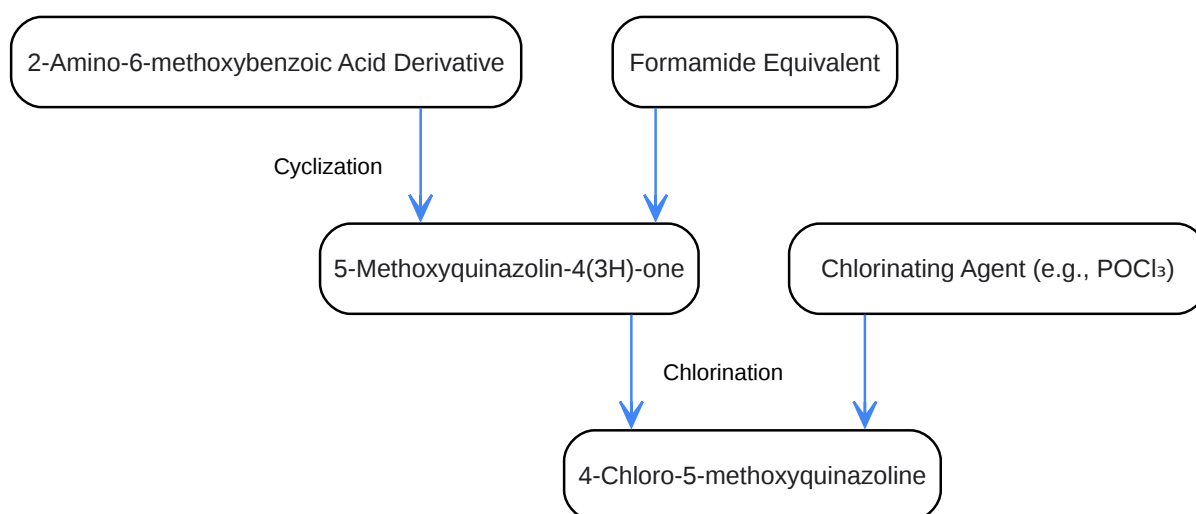 2-Amino-6-methoxybenzoic Acid Derivative
Formamide Equivalent
Cyclization
5-Methoxyquinazolin-4(3H)-one
Chlorinating Agent (e.g., POCl₃)
Chlorination
4-Chloro-5-methoxyquinazoline